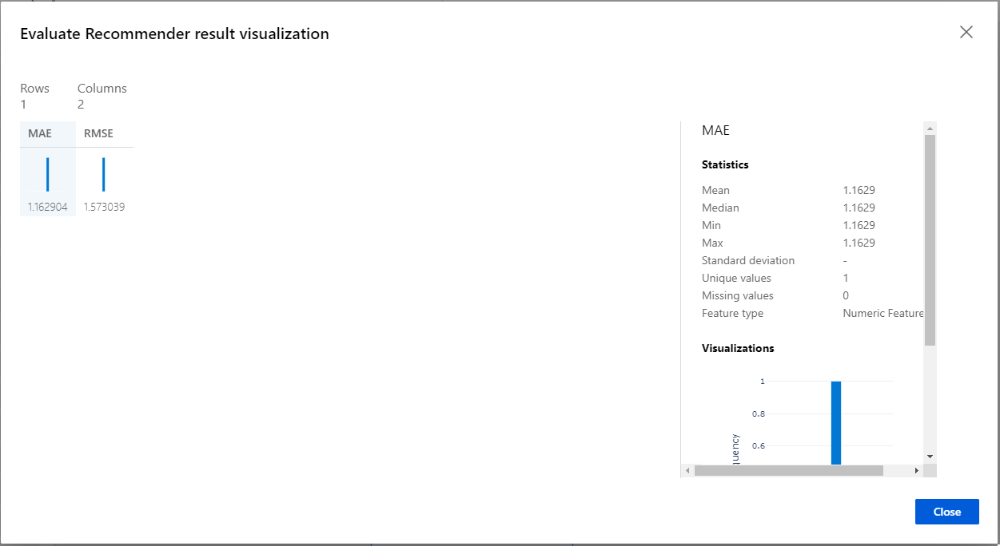 Evaluate Recommender result visualization
Rows Columns
1 2
MAE RMSE
1.162904 1.573039
MAE
Statistics
Mean 1.1629
Median 1.1629
Min 1.1629
Max 1.1629
Standard deviation -
Unique values 1
Missing values 0
Feature type Numeric Feature
Visualizations
1
0.8
0.6
Close